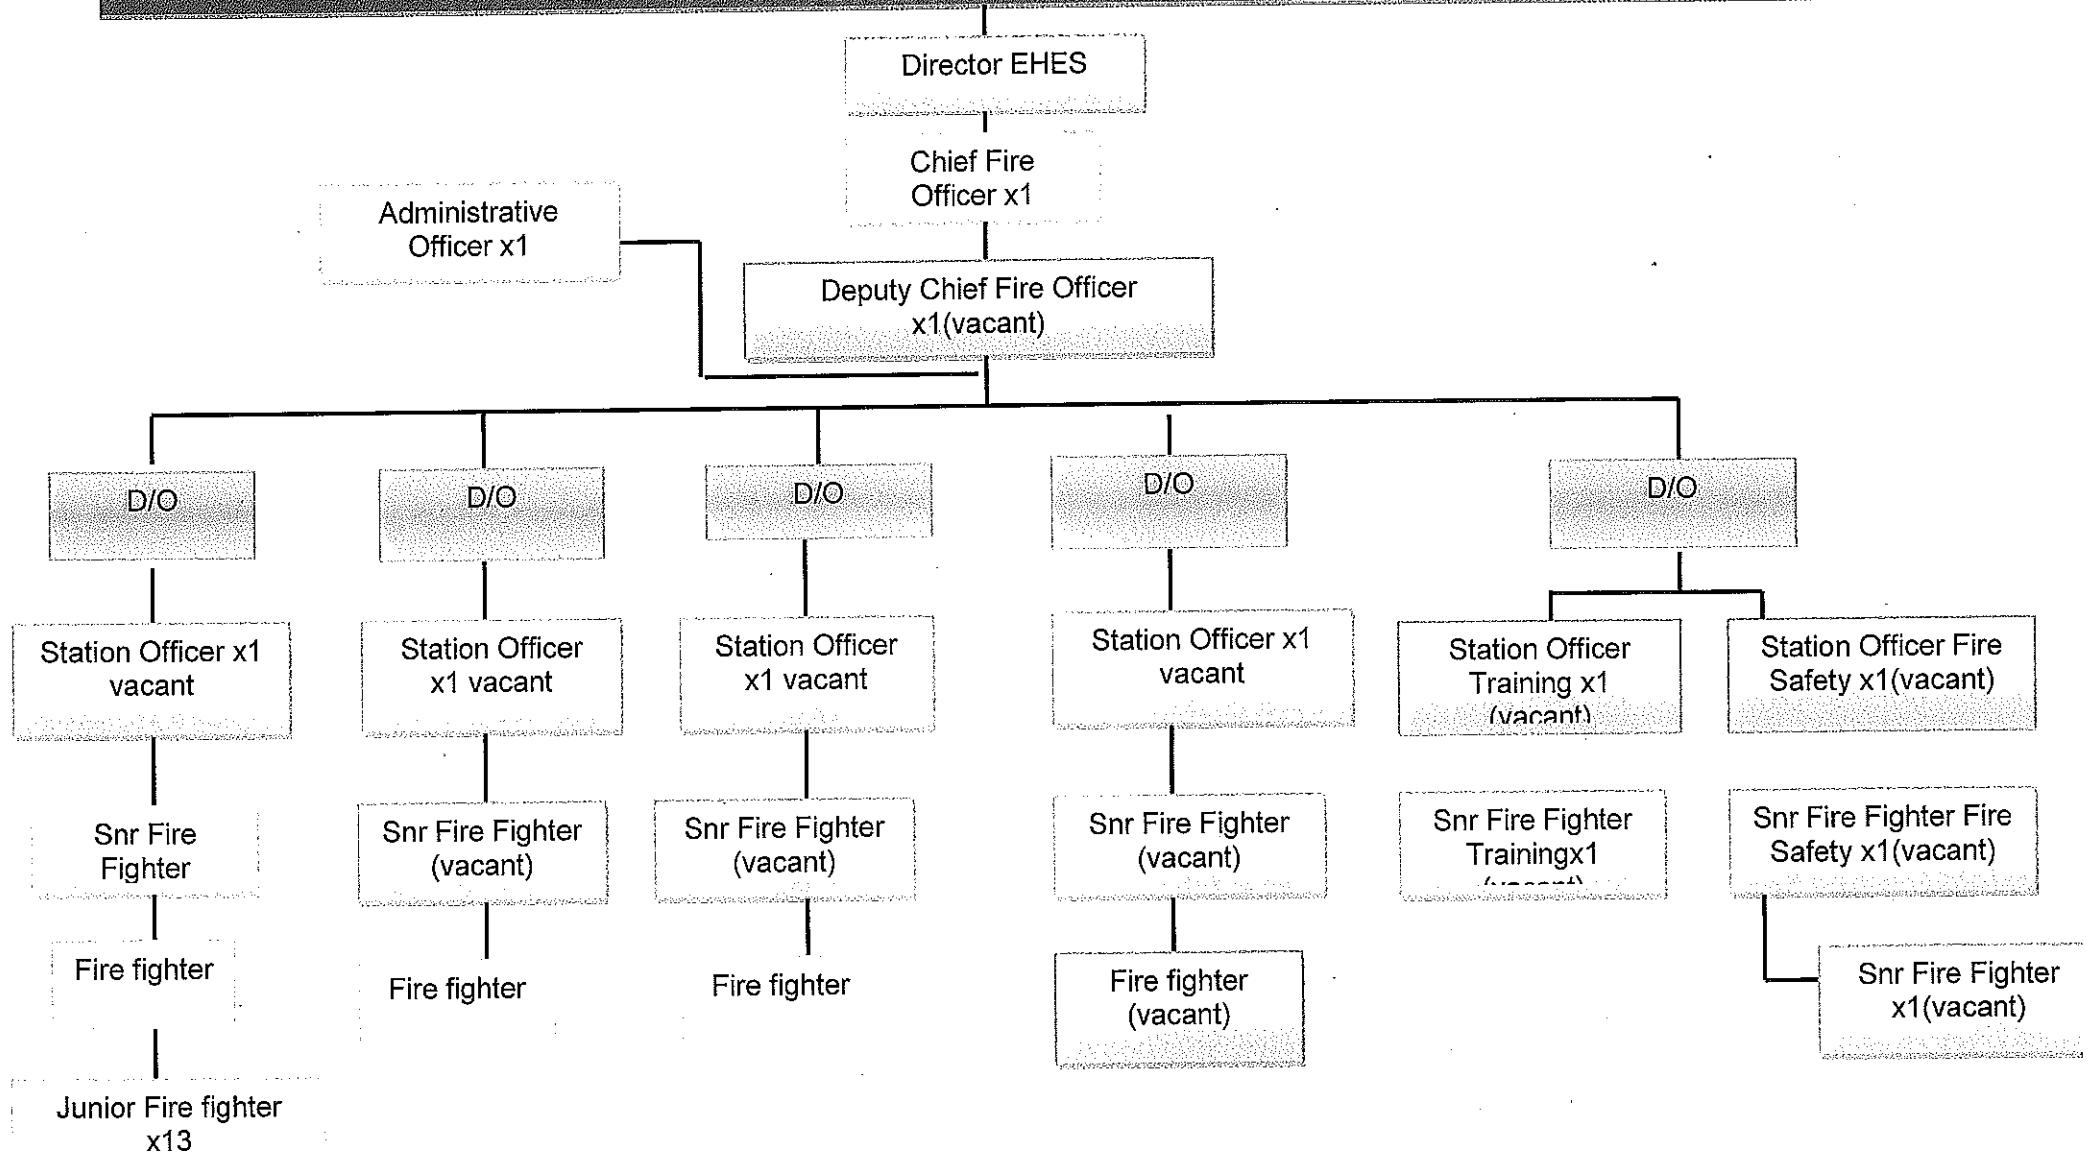 Director EHES
Chief Fire
Officer x1
Administrative
Officer x1
Deputy Chief Fire Officer
x1(vacant)
D/O
D/O
D/O
D/O
D/O
Station Officer x1
vacant
Station Officer
x1 vacant
Station Officer
x1 vacant
Station Officer x1
vacant
Station Officer
Training x1
(vacant)
Station Officer Fire
Safety x1(vacant)
Snr Fire
Fighter
Snr Fire Fighter
(vacant)
Snr Fire Fighter
(vacant)
Snr Fire Fighter
(vacant)
Snr Fire Fighter
Trainingx1
(vacant)
Snr Fire Fighter Fire
Safety x1(vacant)
Fire fighter
Fire fighter
Fire fighter
Fire fighter
(vacant)
Snr Fire Fighter
x1(vacant)
Junior Fire fighter
x13